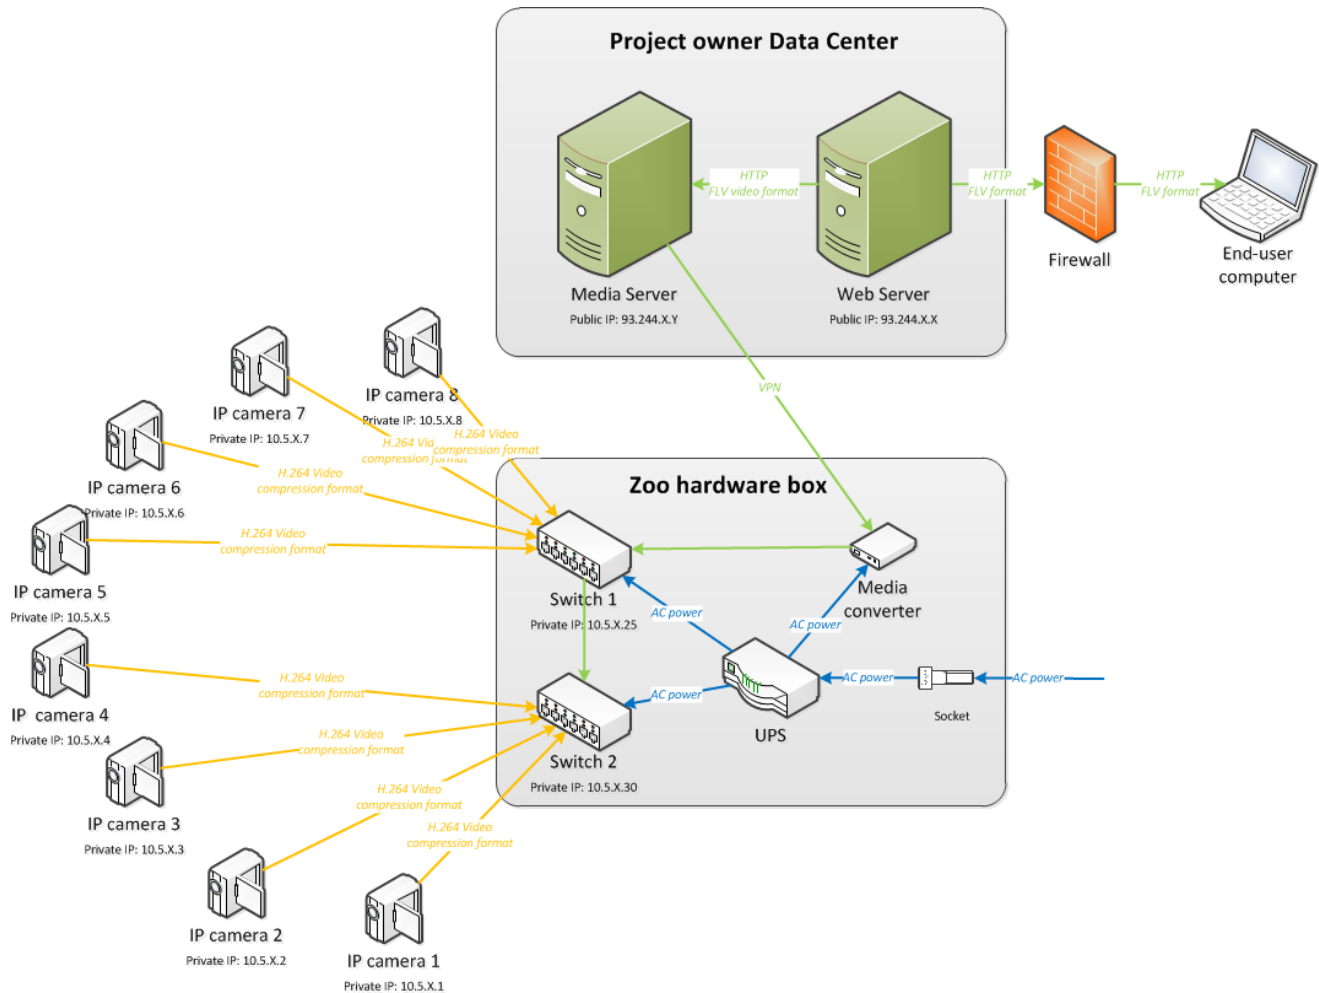 Project owner Data Center
HTTP
FLV video format
HTTP
FLV format
HTTP
FLV format
Media Server
Public IP: 93.244.X.Y
Web Server
Public IP: 93.244.X.X
Firewall
End-user
computer
VPN
IP camera 8
Private IP: 10.5.X.8
H.264 Video
compression format
IP camera 7
Private IP: 10.5.X.7
H.264 Video
compression format
IP camera 6
Private IP: 10.5.X.6
H.264 Video
compression format
IP camera 5
Private IP: 10.5.X.5
H.264 Video
compression format
IP camera 4
Private IP: 10.5.X.4
H.264 Video
compression format
IP camera 3
Private IP: 10.5.X.3
H.264 Video
compression format
IP camera 2
Private IP: 10.5.X.2
H.264 Video
compression format
IP camera 1
Private IP: 10.5.X.1
H.264 Video
compression format
Zoo hardware box
Switch 1
Private IP: 10.5.X.25
Media
converter
AC power
AC power
AC power
AC power
AC power
UPS
Socket
Switch 2
Private IP: 10.5.X.30